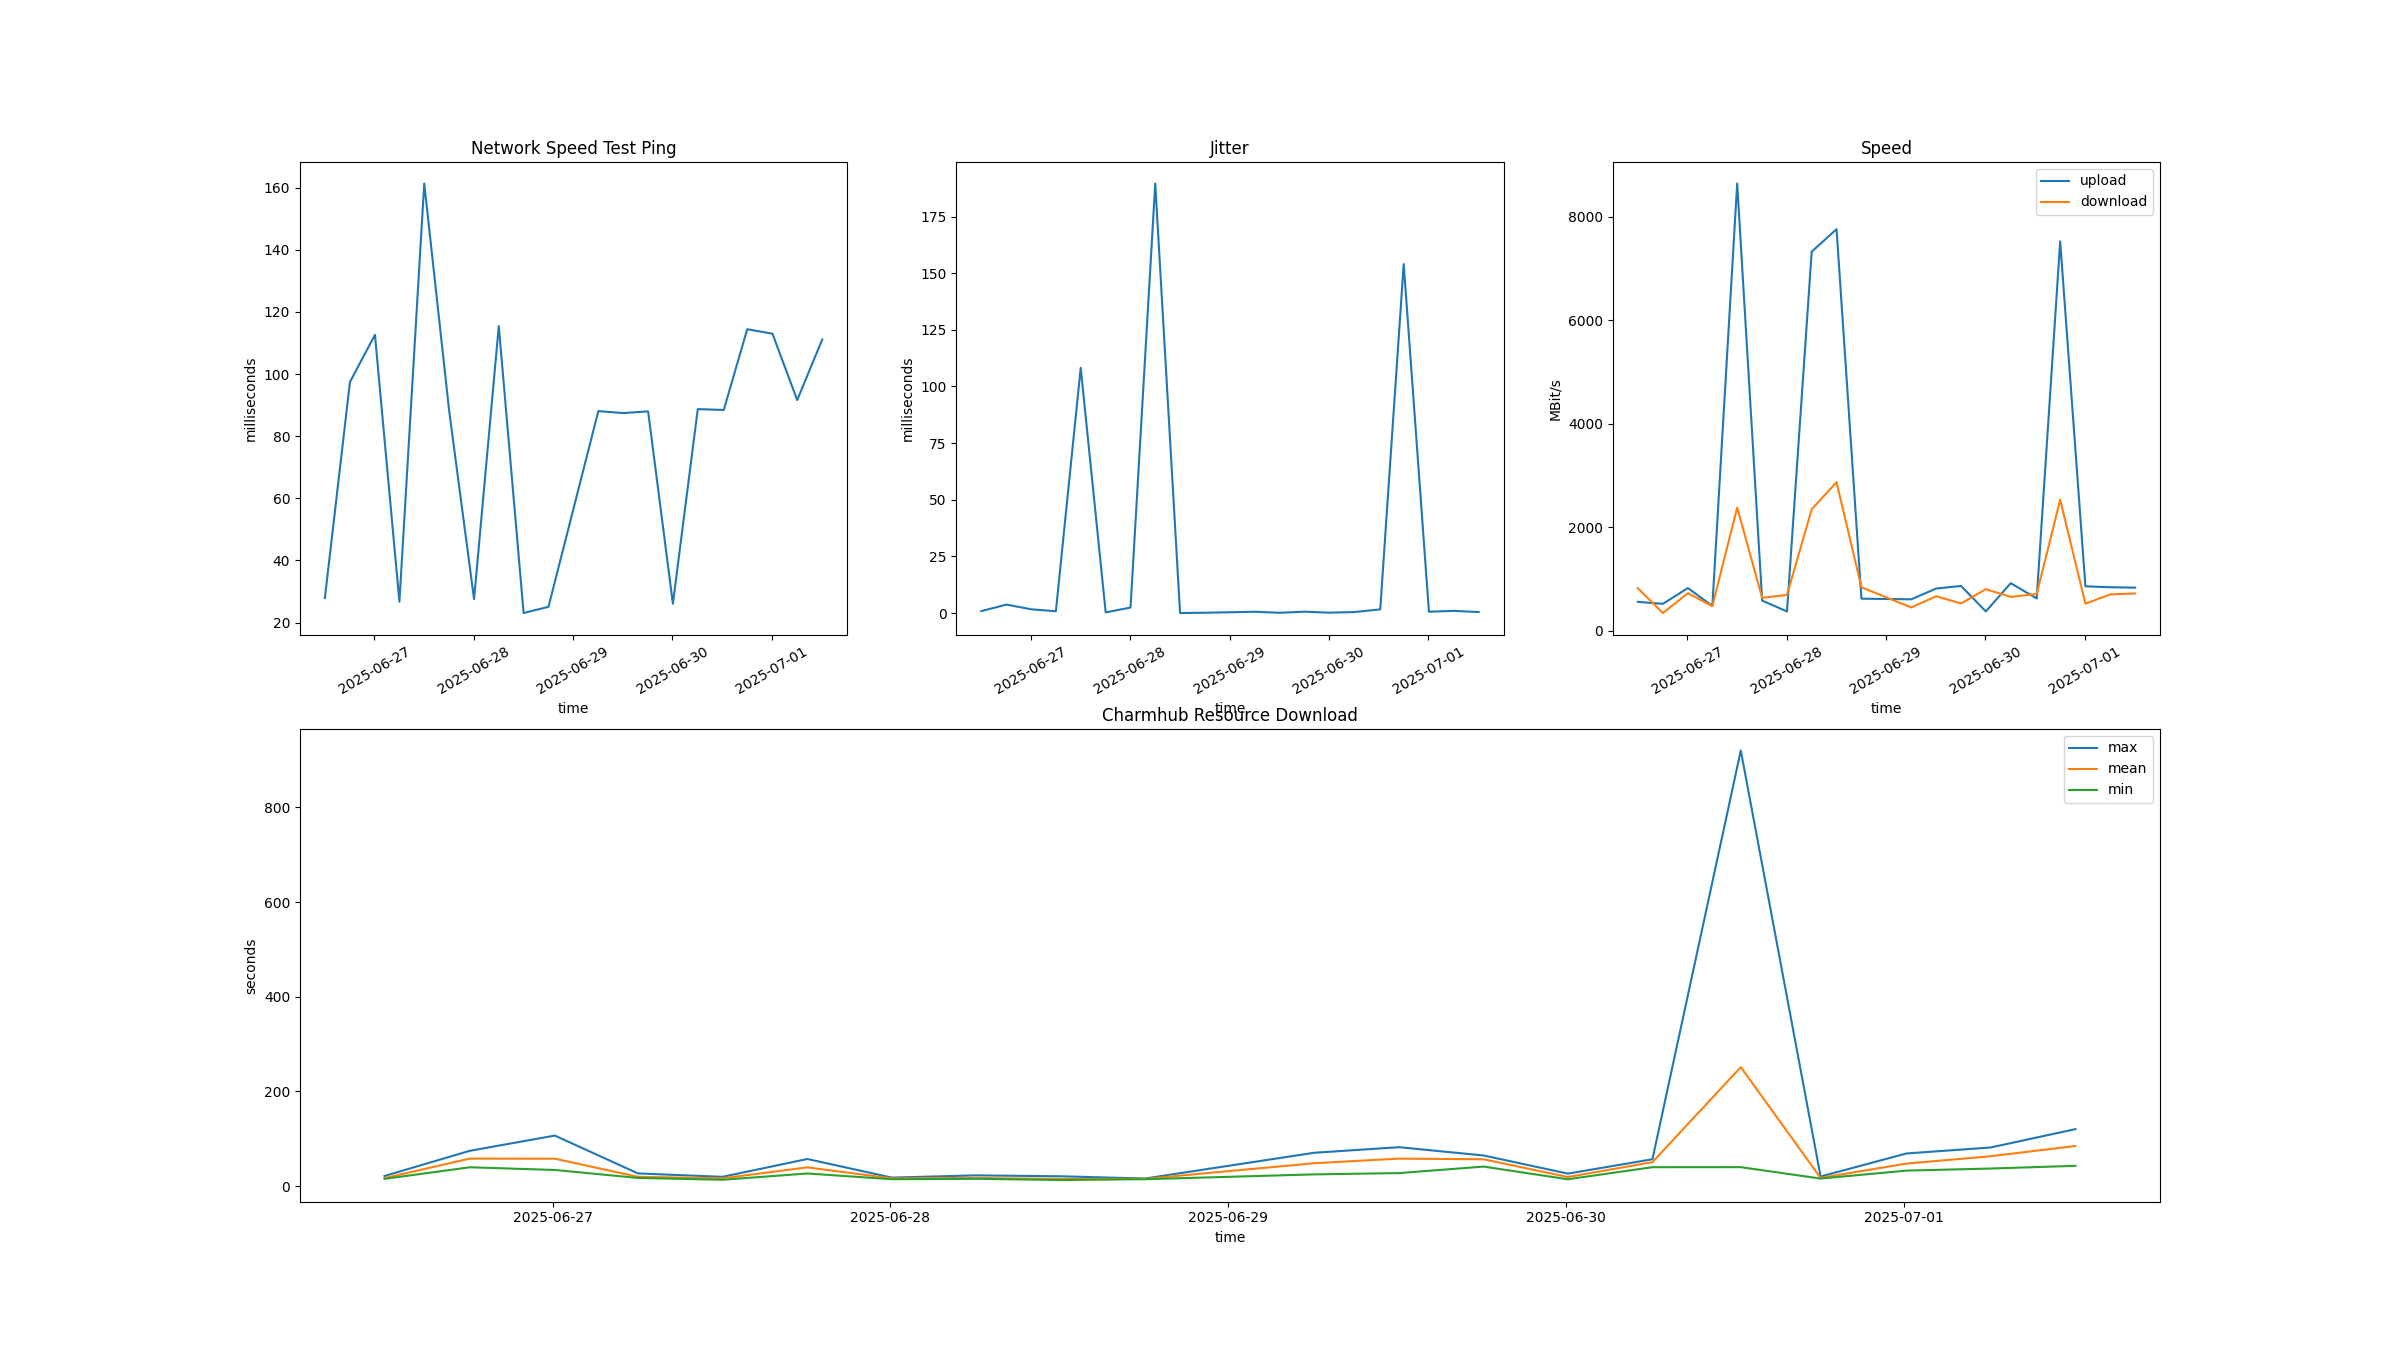 Network Speed Test Ping
160
140
120
100
80
60
40
20
milliseconds
2025-06-27
2025-06-28
2025-06-29
2025-06-30
2025-07-01
time
Jitter
175
150
125
100
75
50
25
0
milliseconds
2025-06-27
2025-06-28
2025-06-29
2025-06-30
2025-07-01
time
Speed
upload
download
8000
6000
4000
2000
0
MBit/s
2025-06-27
2025-06-28
2025-06-29
2025-06-30
2025-07-01
time
Charmhub Resource Download
max
mean
min
800
600
400
200
0
seconds
2025-06-27
2025-06-28
2025-06-29
2025-06-30
2025-07-01
time